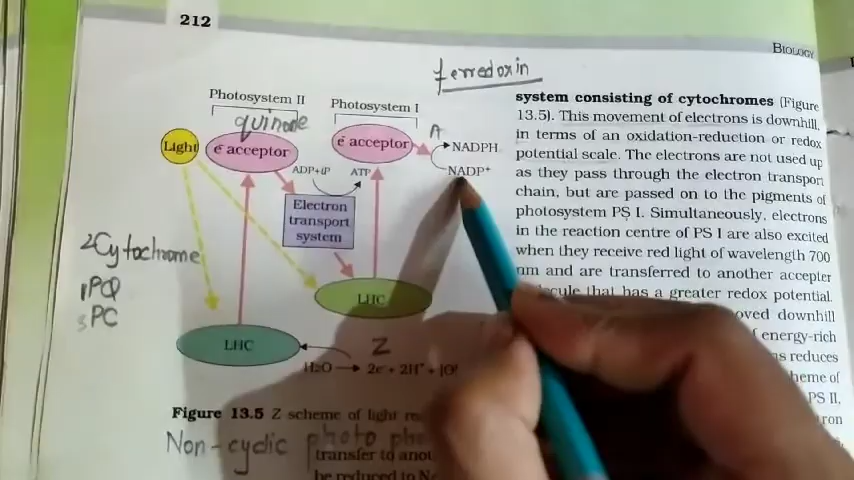 212
BIOLOGY
ferredoxin
Photosystem II
Photosystem I
quinone
Light
e⁻ acceptor
e⁻ acceptor
A
NADPH
NADP⁺
ADP+iP
ATP
Electron
transport
system
2Cytochrome
1PQ
3PC
LHC
LHC
Z
H₂O → 2e⁻ + 2H⁺ + [O]
Figure 13.5 Z scheme of light
Non-cyclic photo
transfer to
be reduced
system consisting of cytochromes (Figure
13.5). This movement of electrons is downhill,
in terms of an oxidation-reduction or redox
potential scale. The electrons are not used up
as they pass through the electron transport
chain, but are passed on to the pigments of
photosystem PS I. Simultaneously, electrons
in the reaction centre of PS I are also excited
when they receive red light of wavelength 700
nm and are transferred to another accepter
molecule that has a greater redox potential.
downhill
energy-rich
reduces
of
PS II,